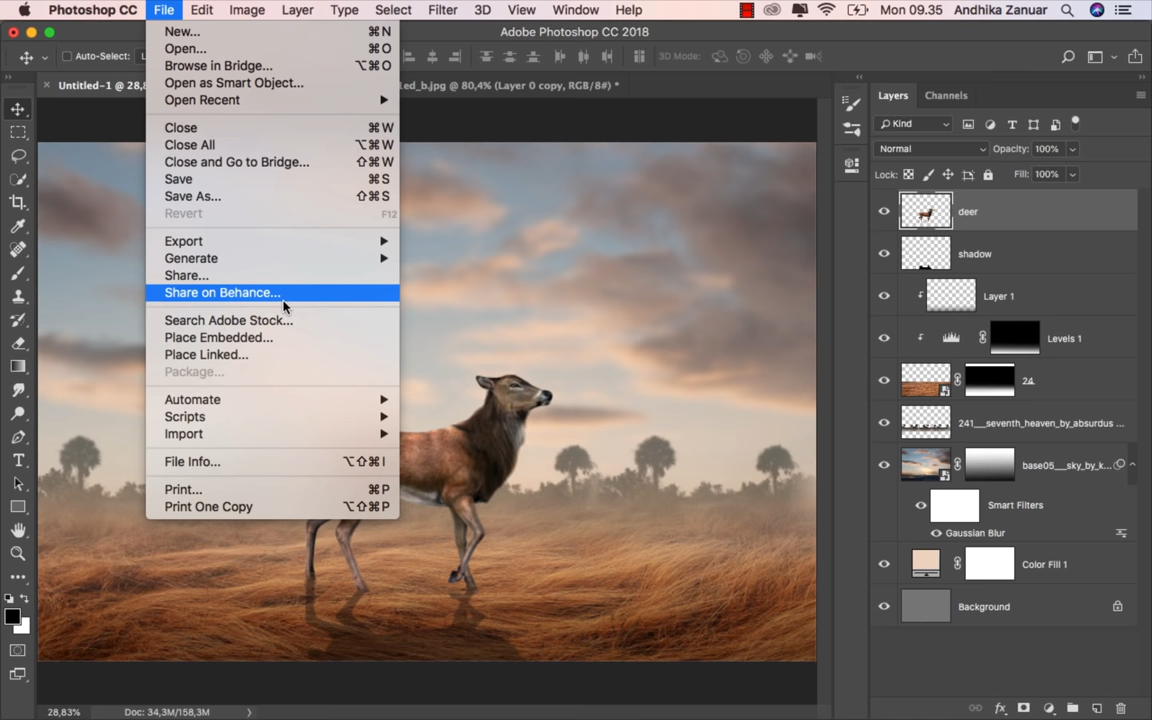 Photoshop CC File Edit Image Layer Type Select Filter 3D View Window Help Mon 09.35 Andhika Zanuar
Adobe Photoshop CC 2018
Auto-Select:
3D Mode:
Untitled-1 @ 28,8
led_b.jpg @ 80,4% (Layer 0 copy, RGB/8#) *
New... ⌘N
Open... ⌘O
Browse in Bridge... ⌥⌘O
Open as Smart Object...
Open Recent
Close ⌘W
Close All ⌥⌘W
Close and Go to Bridge... ⇧⌘W
Save ⌘S
Save As... ⇧⌘S
Revert F12
Export
Generate
Share...
Share on Behance...
Search Adobe Stock...
Place Embedded...
Place Linked...
Package...
Automate
Scripts
Import
File Info... ⌥⇧⌘I
Print... ⌘P
Print One Copy ⌥⇧⌘P
Layers Channels
Kind
Normal Opacity: 100%
Lock: Fill: 100%
deer
shadow
Layer 1
Levels 1
24
241__seventh_heaven_by_absurdus ...
base05__sky_by_k...
Smart Filters
Gaussian Blur
Color Fill 1
Background
28,83% Doc: 34,3M/158,3M